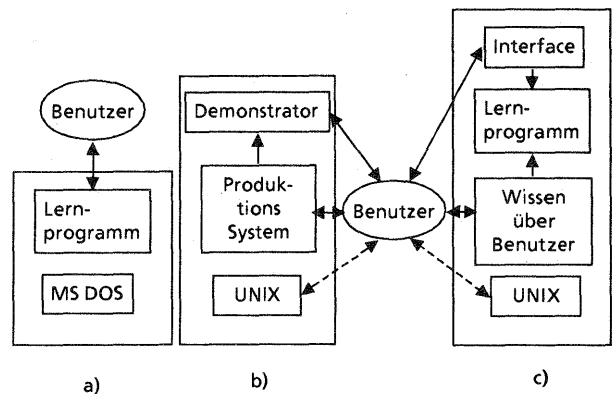 Benutzer
Lern-
programm
MS DOS
a)
Demonstrator
Produk-
tions
System
UNIX
b)
Benutzer
Interface
Lern-
programm
Wissen
über
Benutzer
UNIX
c)